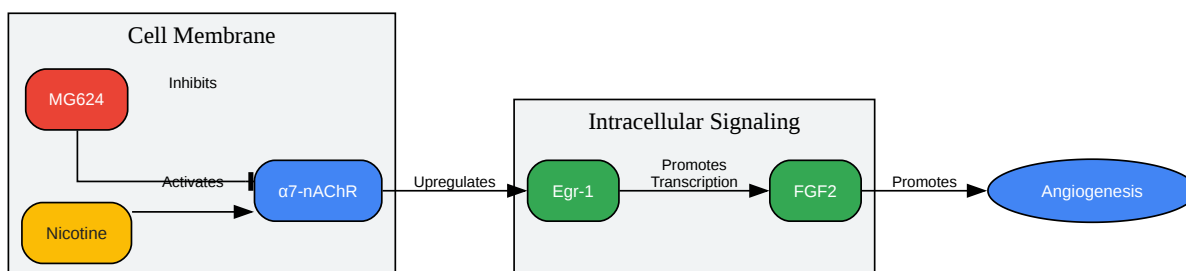 Cell Membrane
MG624
Inhibits
Activates
Nicotine
α7-nAChR
Upregulates
Intracellular Signaling
Egr-1
Promotes
Transcription
FGF2
Promotes
Angiogenesis